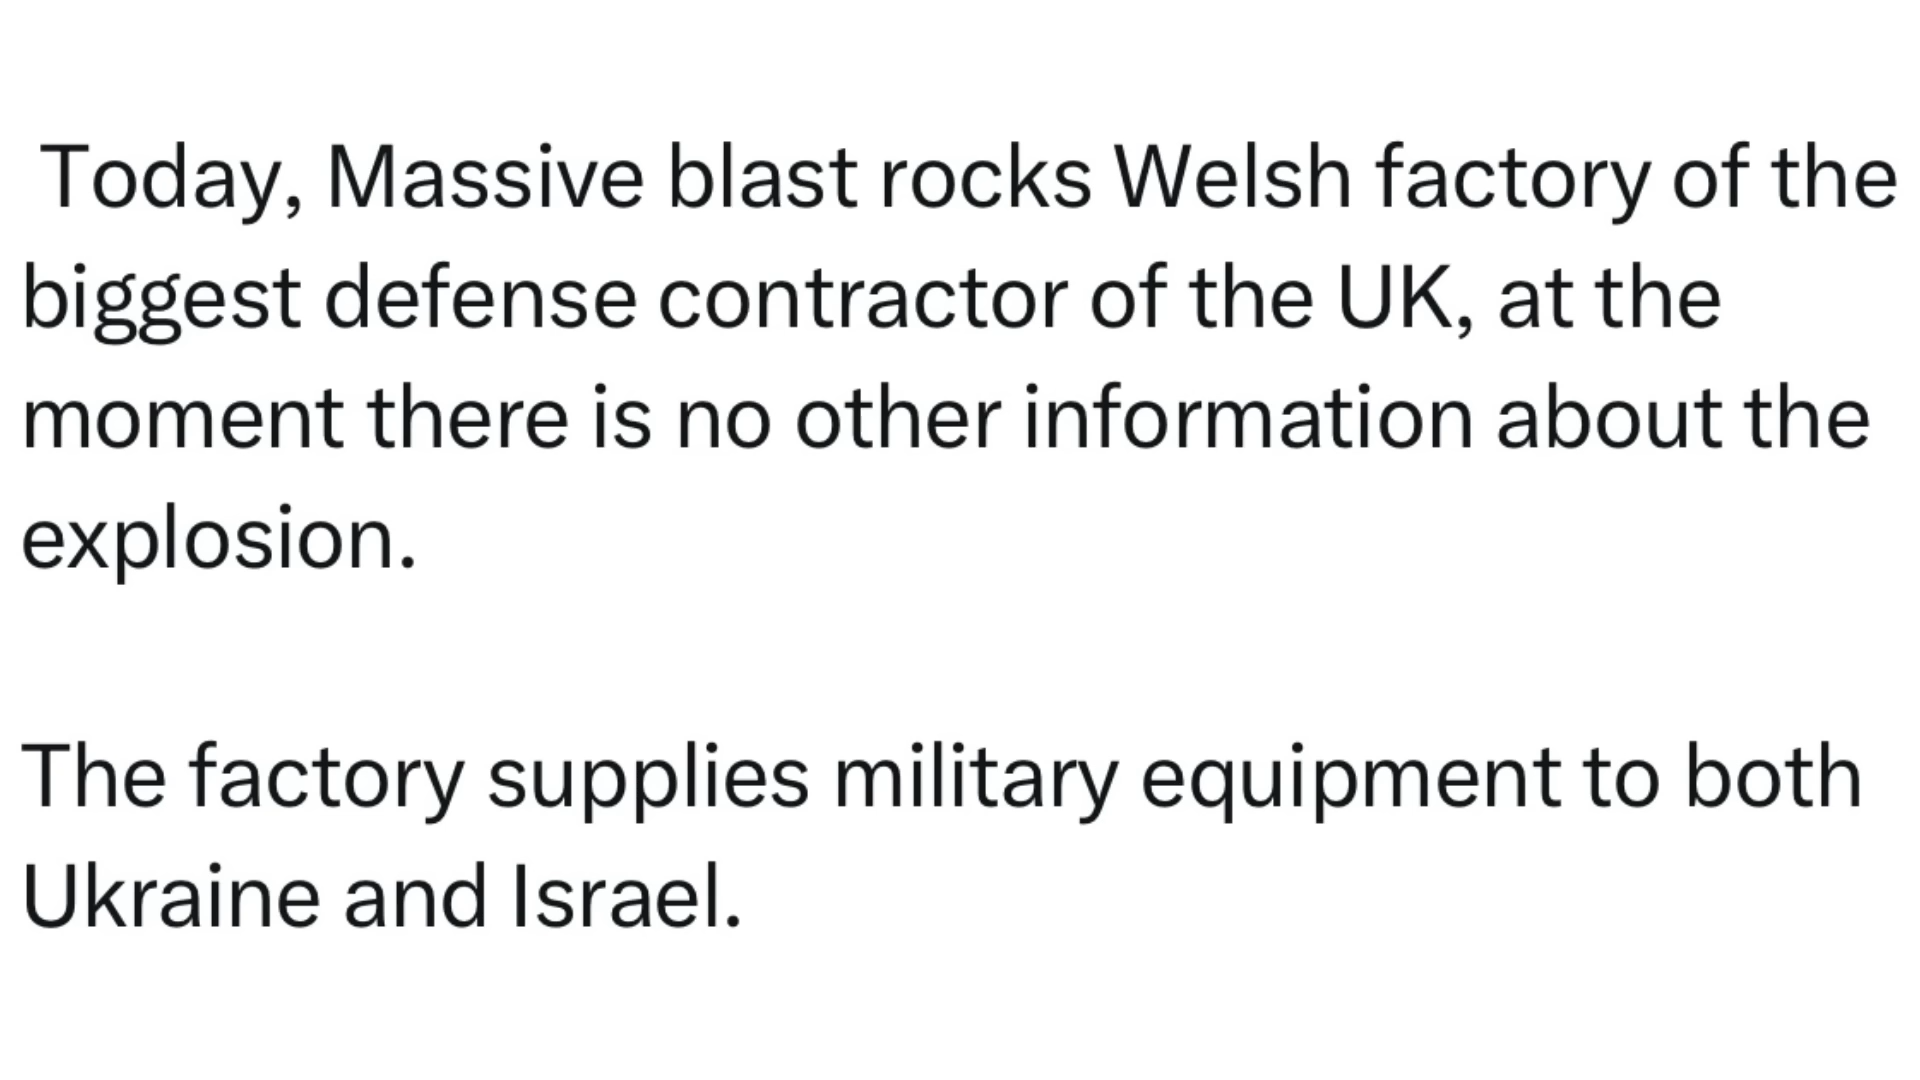 Today, Massive blast rocks Welsh factory of the
biggest defense contractor of the UK, at the
moment there is no other information about the
explosion.
The factory supplies military equipment to both
Ukraine and Israel.